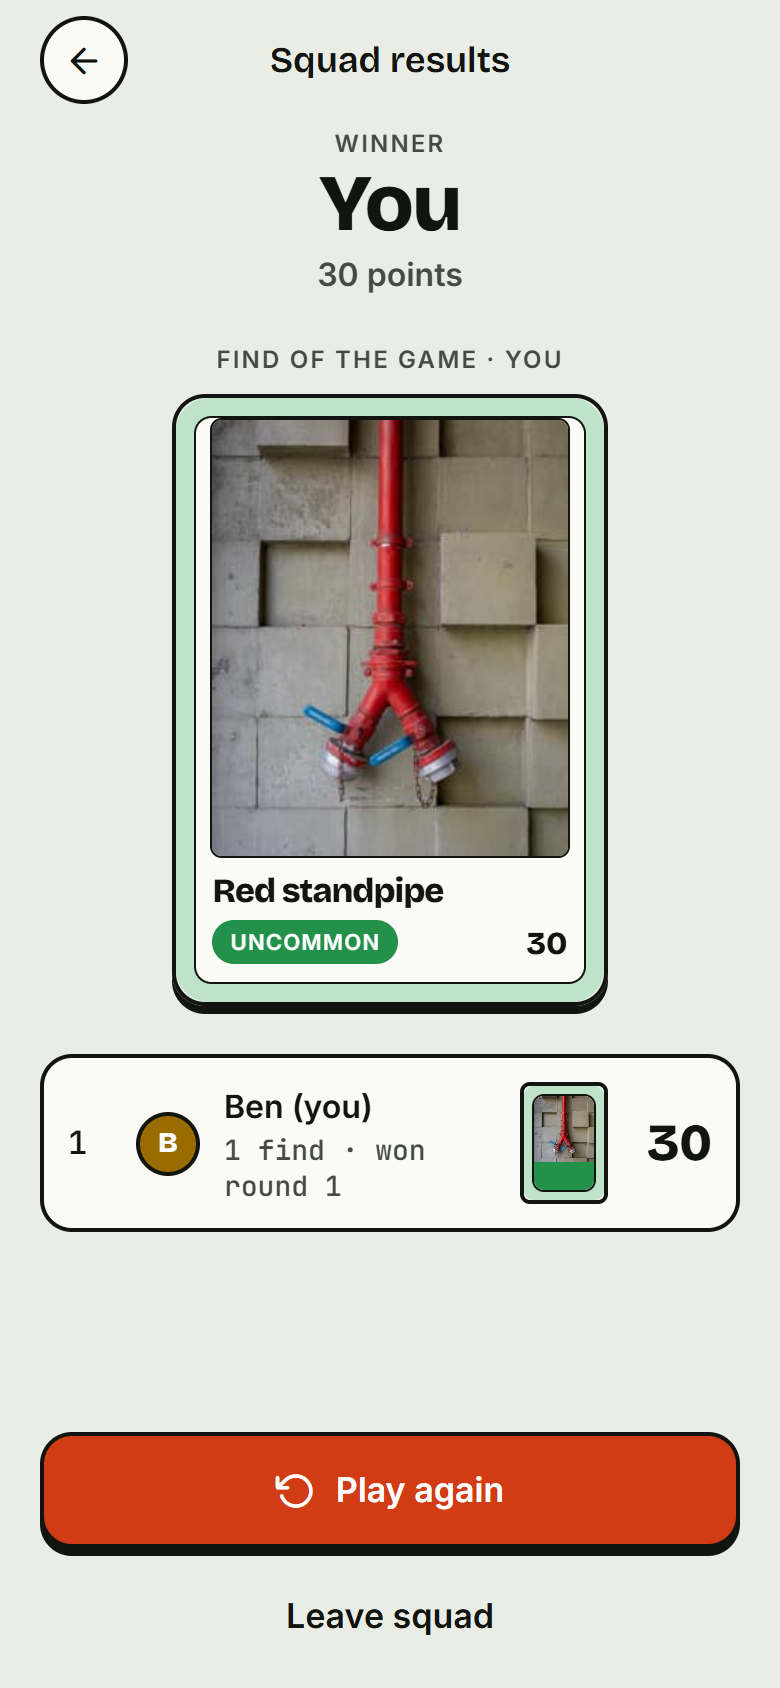 Squad results
WINNER
You
30 points
FIND OF THE GAME · YOU
Red standpipe
UNCOMMON
30
1
B
Ben (you)
1 find · won
round 1
30
Play again
Leave squad